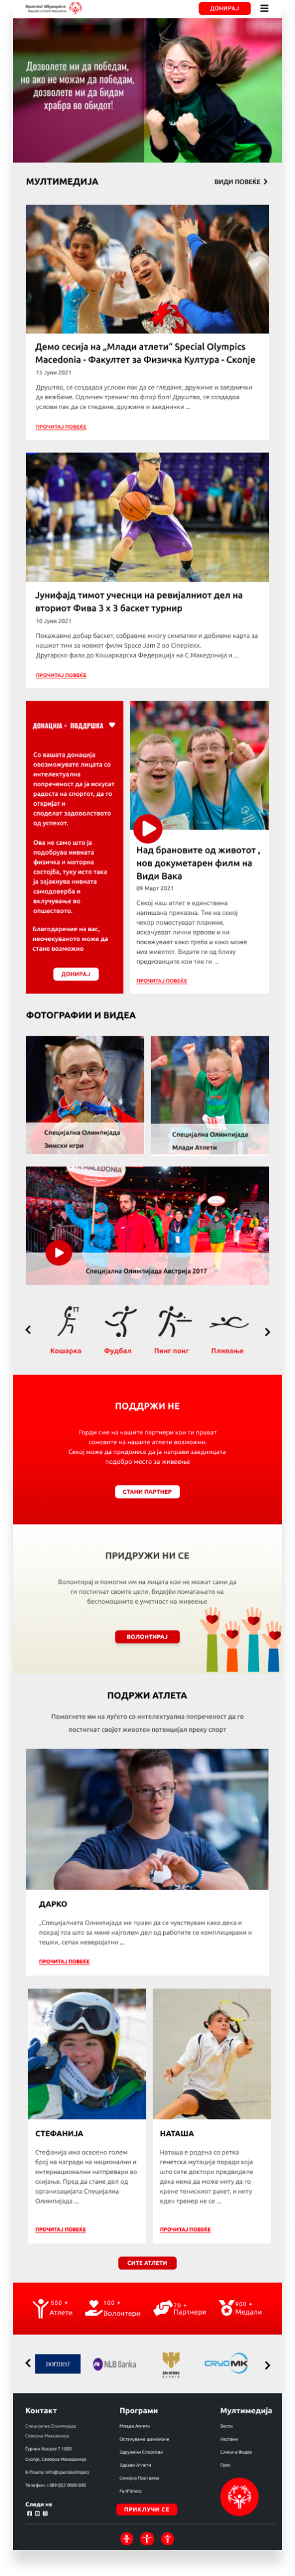 Special Olympics
Republic of North Macedonia
ДОНИРАЈ
Дозволете ми да победам,
но ако не можам да победам,
дозволете ми да бидам
храбра во обидот!
МУЛТИМЕДИЈА
ВИДИ ПОВЕЌЕ
Демо сесија на „Млади атлети“ Special Olympics
Macedonia - Факултет за Физичка Култура - Скопје
15 Јуни 2021
Друштво, се создадоа услови пак да се гледаме, дружиме и заеднички
да вежбаме. Одличен тренинг по флор бол! Друштво, се создадоа
услови пак да се гледаме, дружиме и заеднички ...
ПРОЧИТАЈ ПОВЕЌЕ
Јунифајд тимот учесници на ревијалниот дел на
вториот Фива 3 x 3 баскет турнир
10 Јуни 2021
Покажавме добар баскет, собравме многу симпатии и добивме карта за
нашиот тим за новиот филм Space Jam 2 во Cineplexx.
Другарско фала до Кошаркарска Федерација на С.Македонија и ...
ПРОЧИТАЈ ПОВЕЌЕ
ДОНАЦИЈА - ПОДДРШКА
Со вашата донација
овозможувате лицата со
интелектуална
попреченост да ја искусат
радоста на спортот, да го
откријат и
споделат задоволството
од успехот.
Ова не само што ја
подобрува нивната
физичка и моторна
состојба, туку исто така
ја зајакнува нивната
самодоверба и
вклучување во
општеството.
Благодарение на вас,
неочекуваното може да
стане возможно
ДОНИРАЈ
Над брановите од животот ,
нов документарен филм на
Види Вака
09 Март 2021
Секој наш атлет е единствена
напишана приказна. Тие на секој
чекор поместуваат планини,
искачуваат лични врвови и ни
покажуваат како треба и како може
низ животот. Видете ги од блиску
предизвиците кои тие ги ...
ПРОЧИТАЈ ПОВЕЌЕ
ФОТОГРАФИИ И ВИДЕА
Специјална Олимпијада
Зимски игри
Специјална Олимпијада
Млади Атлети
MACEDONIA
Специјална Олимпијада Австрија 2017
Кошарка
Фудбал
Пинг понг
Пливање
ПОДДРЖИ НЕ
Горди сме на нашите партнери кои ги прават
соновите на нашите атлети возможни.
Секој може да придонесе да ја направи заедницата
подобро место за живеење
СТАНИ ПАРТНЕР
ПРИДРУЖИ НИ СЕ
Волонтирај и помогни им на лицата кои не можат сами да
ги постигнат своите цели, бидејќи помагањето на
беспомошните е уметност на живеење
ВОЛОНТИРАЈ
ПОДРЖИ АТЛЕТА
Помогнете им на луѓето со интелектуална попреченост да го
постигнат својот животен потенцијал преку спорт
ДАРКО
„Специјалната Олимпијада ме прави да се чувствувам како дека и
покрај тоа што за мене најголем дел од работите се комплицирани и
тешки, сепак неверојатни ...
ПРОЧИТАЈ ПОВЕЌЕ
СТЕФАНИЈА
Стефанија има освоено голем
број на награди на национални и
интернационални натпревари во
скијање. Пред да стане дел од
организацијата Специјална
Олимпијада ...
ПРОЧИТАЈ ПОВЕЌЕ
НАТАША
Наташа е родена со ретка
генетска мутација поради која
што сите доктори предвиделе
дека нема да може ниту да го
крене тенискиот ракет, и ниту
еден тренер не се ...
ПРОЧИТАЈ ПОВЕЌЕ
СИТЕ АТЛЕТИ
500 +
Атлети
100 +
Волонтери
70 +
Партнери
900 +
Медали
DORMEO
NLB Banka
CRYO MK
Контакт
Специјална Олимпијада
Северна Македонија
Ѓурчин Кокале 7 1000
Скопје, Северна Македонија
Е-Пошта: info@specialolimpics
Телефон: +389 (0)2 0000 000
Следи не
Програми
Млади Атлети
Остануваме шампиони
Здружени Спортови
Здрави Атлети
Семејна Програма
FunFitness
ПРИКЛУЧИ СЕ
Мултимедија
Вести
Настани
Слики и Видеа
Прес